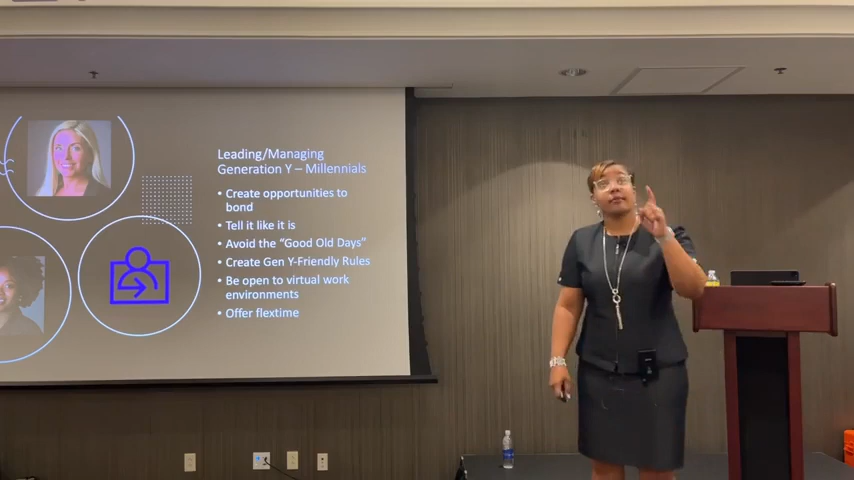 Leading/Managing
Generation Y – Millennials
• Create opportunities to
bond
• Tell it like it is
• Avoid the “Good Old Days”
• Create Gen Y-Friendly Rules
• Be open to virtual work
environments
• Offer flextime